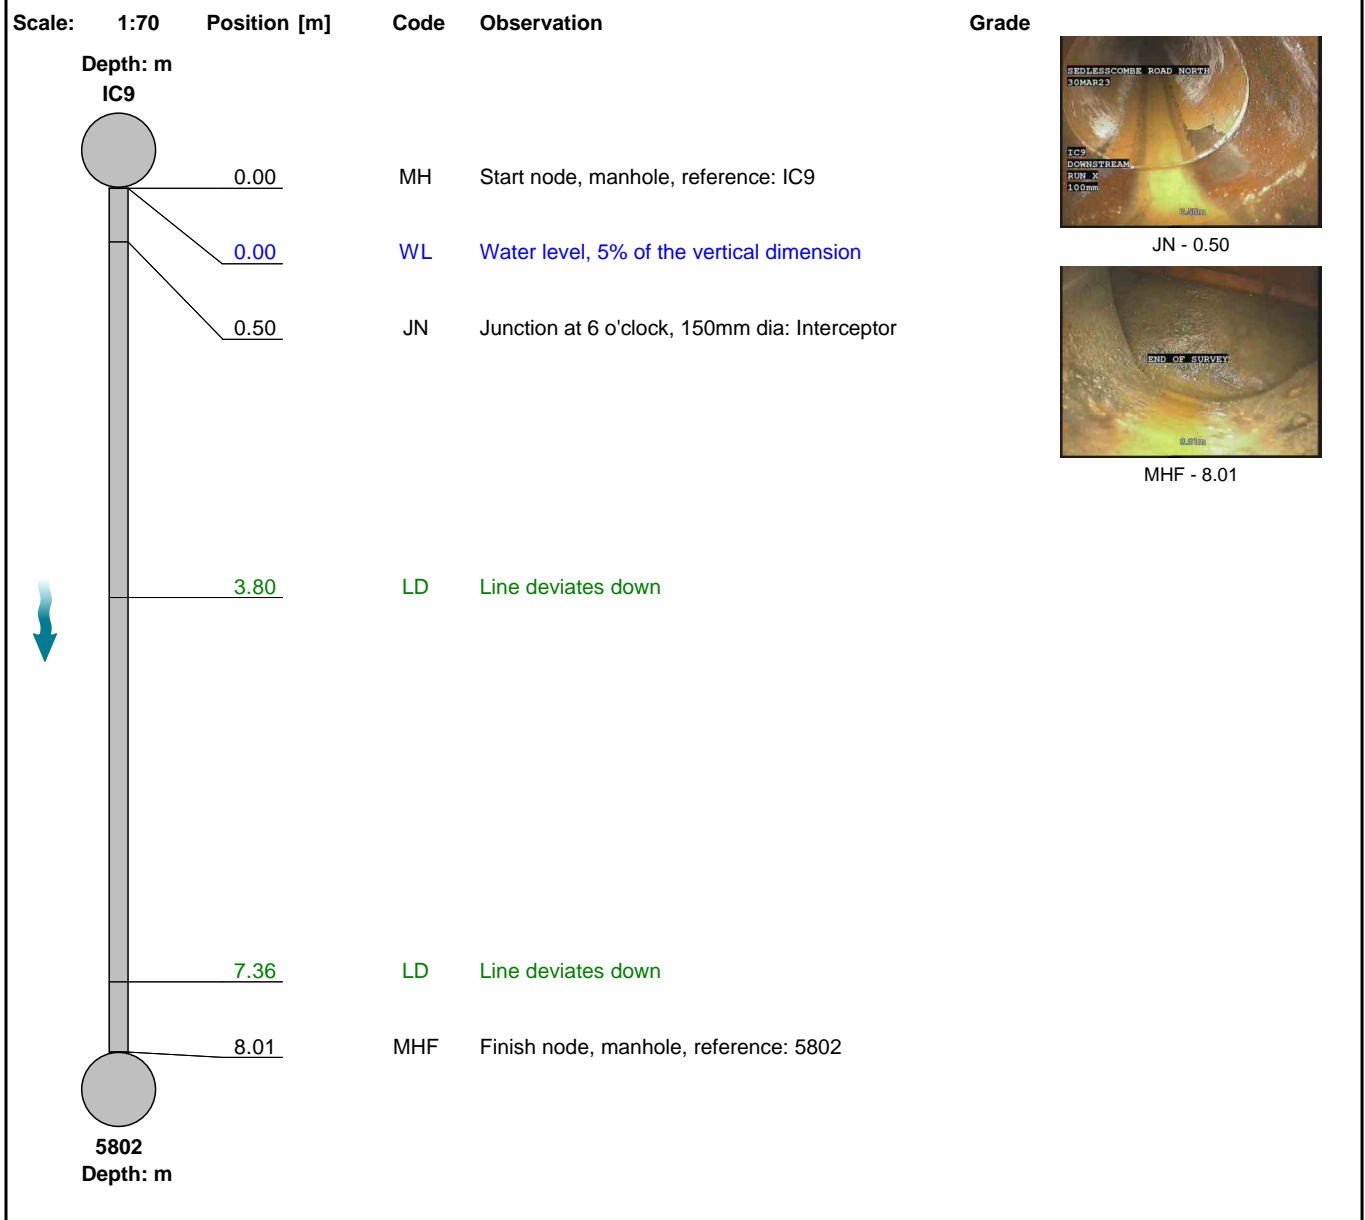 Scale: 1:70 Position [m] Code Observation Grade
Depth: m
IC9
0.00 MH Start node, manhole, reference: IC9
0.00 WL Water level, 5% of the vertical dimension
0.50 JN Junction at 6 o'clock, 150mm dia: Interceptor
3.80 LD Line deviates down
7.36 LD Line deviates down
8.01 MHF Finish node, manhole, reference: 5802
5802
Depth: m
SEDLESSCOMBE ROAD NORTH
30MAR23
IC9
DOWNSTREAM
RUN X
100mm
0.50m
JN - 0.50
END OF SURVEY
8.01m
MHF - 8.01